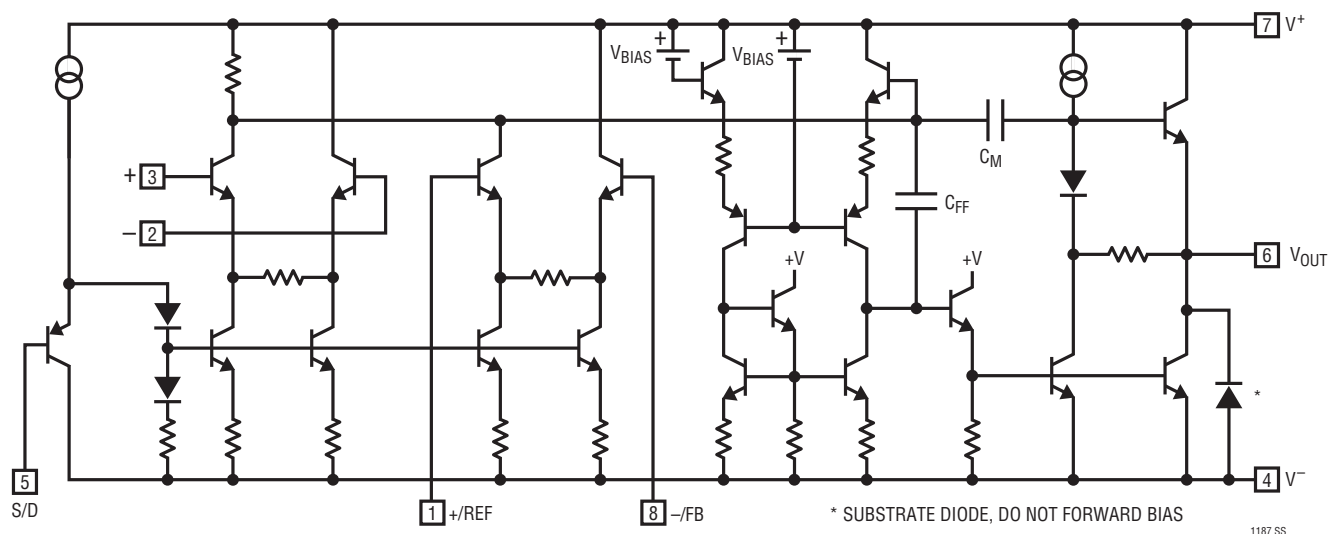 7 V+
VBIAS
VBIAS
+
+
+ 3
CM
CFF
− 2
+V
+V
6 VOUT
*
5
S/D
4 V−
1 +/REF
8 −/FB
* SUBSTRATE DIODE, DO NOT FORWARD BIAS
1187 SS